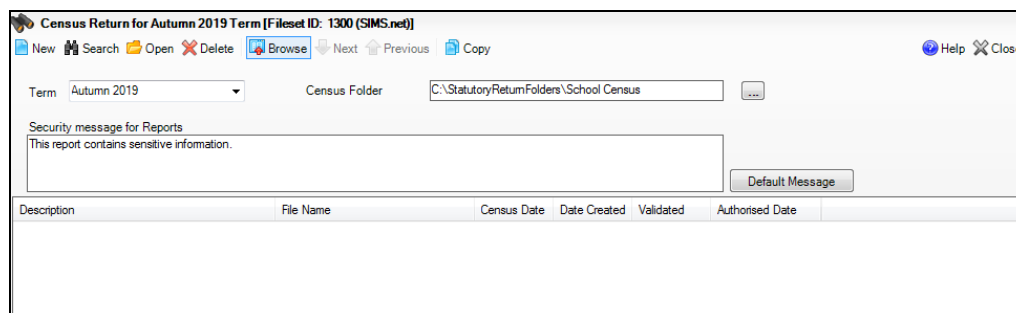 Census Return for Autumn 2019 Term [Fileset ID: 1300 (SIMS.net)]
New Search Open Delete Browse Next Previous Copy Help Close
Term Autumn 2019 Census Folder C:\StatutoryReturnFolders\School Census ...
Security message for Reports
This report contains sensitive information.
Default Message
Description File Name Census Date Date Created Validated Authorised Date